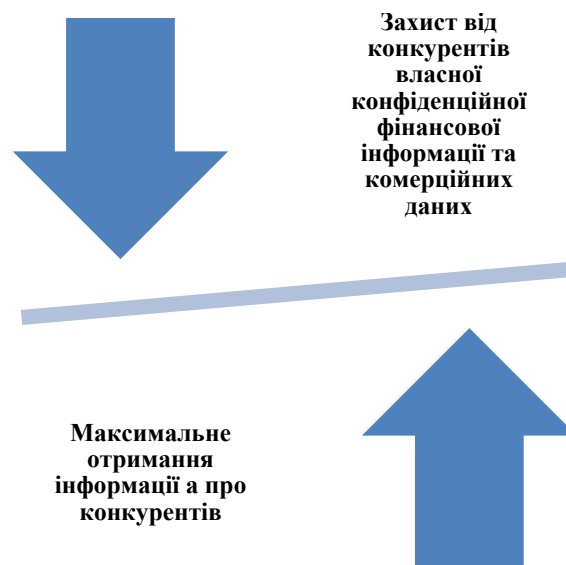 Захист від
конкурентів
власної
конфіденційної
фінансової
інформації та
комерційних
даних
Максимальне
отримання
інформації а про
конкурентів